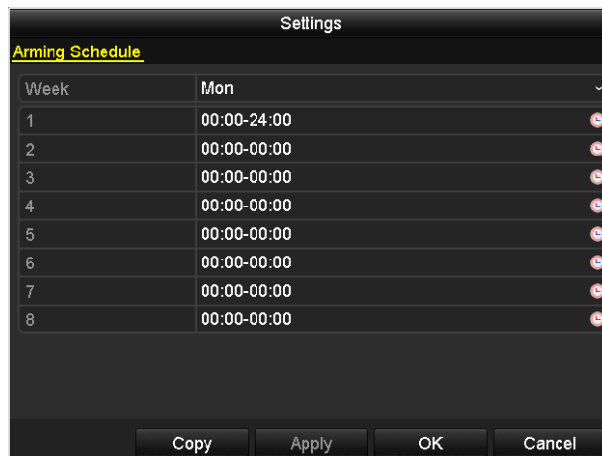 Settings
Arming Schedule
Week Mon
1 00:00-24:00
2 00:00-00:00
3 00:00-00:00
4 00:00-00:00
5 00:00-00:00
6 00:00-00:00
7 00:00-00:00
8 00:00-00:00
Copy Apply OK Cancel